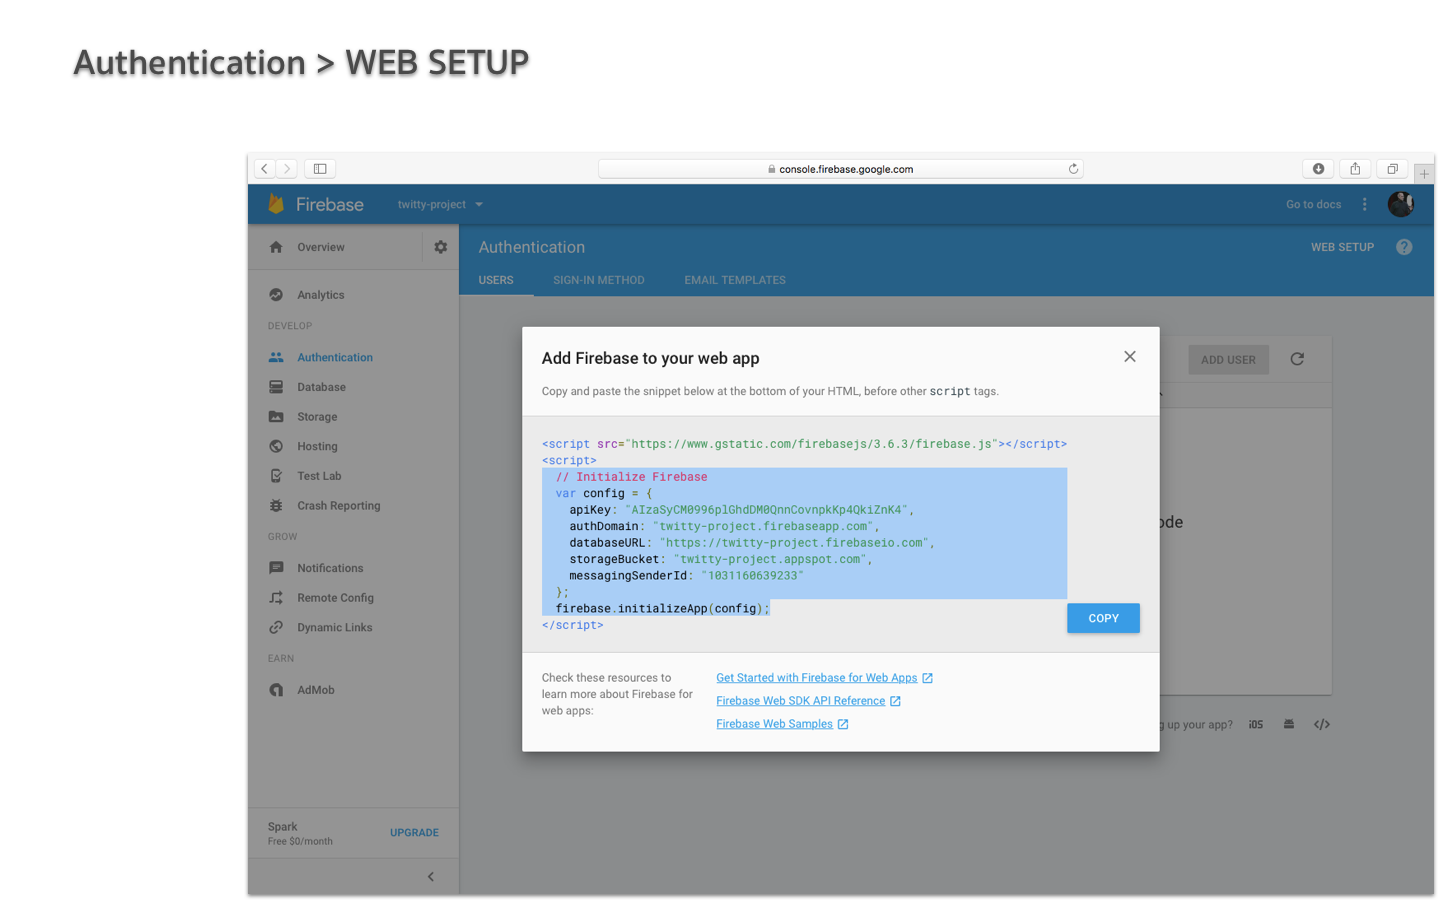 Authentication > WEB SETUP
console.firebase.google.com
Firebase
twitty-project
Go to docs
Overview
Authentication
WEB SETUP
USERS
SIGN-IN METHOD
EMAIL TEMPLATES
Analytics
DEVELOP
Authentication
Database
Storage
Hosting
Test Lab
Crash Reporting
GROW
Notifications
Remote Config
Dynamic Links
EARN
AdMob
Spark
Free $0/month
UPGRADE
ADD USER
Add Firebase to your web app
Copy and paste the snippet below at the bottom of your HTML, before other script tags.
<script src="https://www.gstatic.com/firebasejs/3.6.3/firebase.js"></script>
<script>
// Initialize Firebase
var config = {
apiKey: "AIzaSyCM0996plGhdDM0QnnCovnpkKp4QkiZnK4",
authDomain: "twitty-project.firebaseapp.com",
databaseURL: "https://twitty-project.firebaseio.com",
storageBucket: "twitty-project.appspot.com",
messagingSenderId: "1031160639233"
};
firebase.initializeApp(config);
</script>
COPY
Check these resources to
learn more about Firebase for
web apps:
Get Started with Firebase for Web Apps
Firebase Web SDK API Reference
Firebase Web Samples
ode
g up your app?
iOS